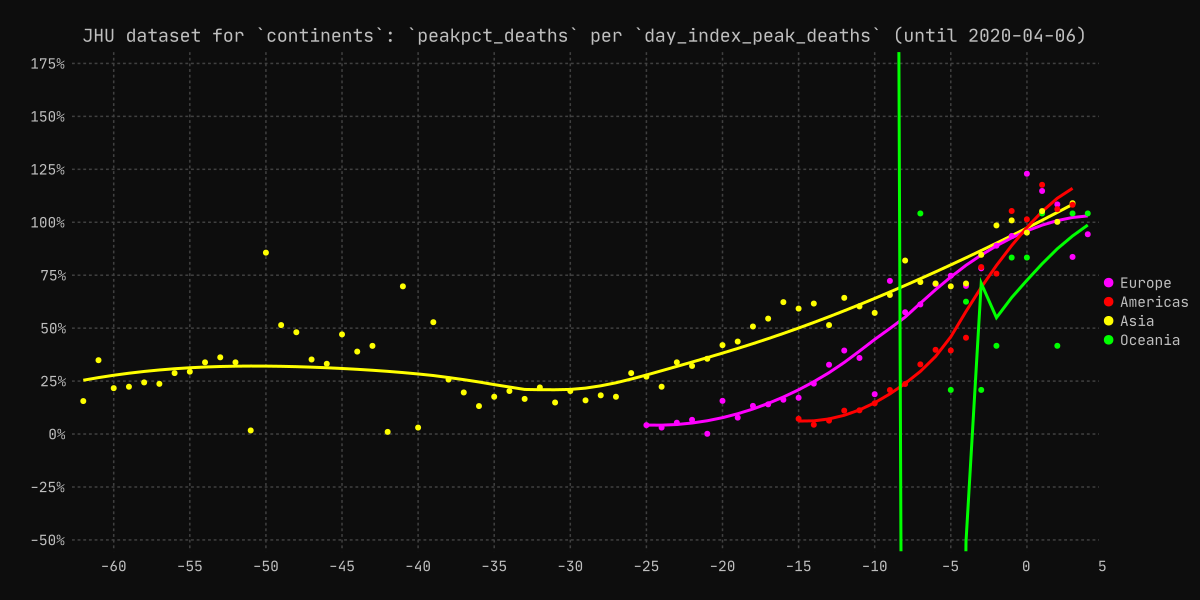 JHU dataset for `continents`: `peakpct_deaths` per `day_index_peak_deaths` (until 2020-04-06)
175%
150%
125%
100%
75%
50%
25%
0%
-25%
-50%
-60 -55 -50 -45 -40 -35 -30 -25 -20 -15 -10 -5 0 5
Europe
Americas
Asia
Oceania